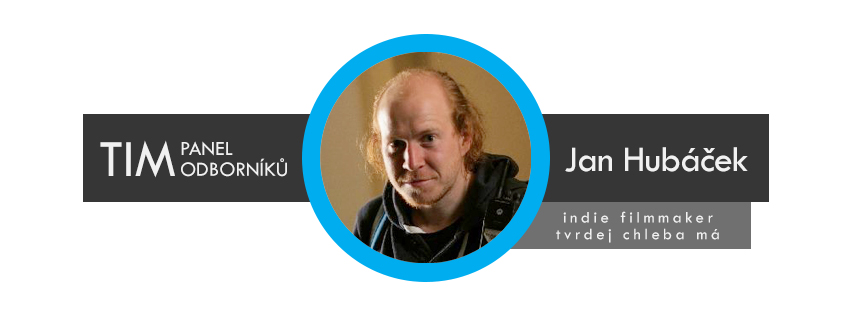 TIM
PANEL
ODBORNÍKŮ
Jan Hubáček
indie filmmaker
tvrdej chleba má